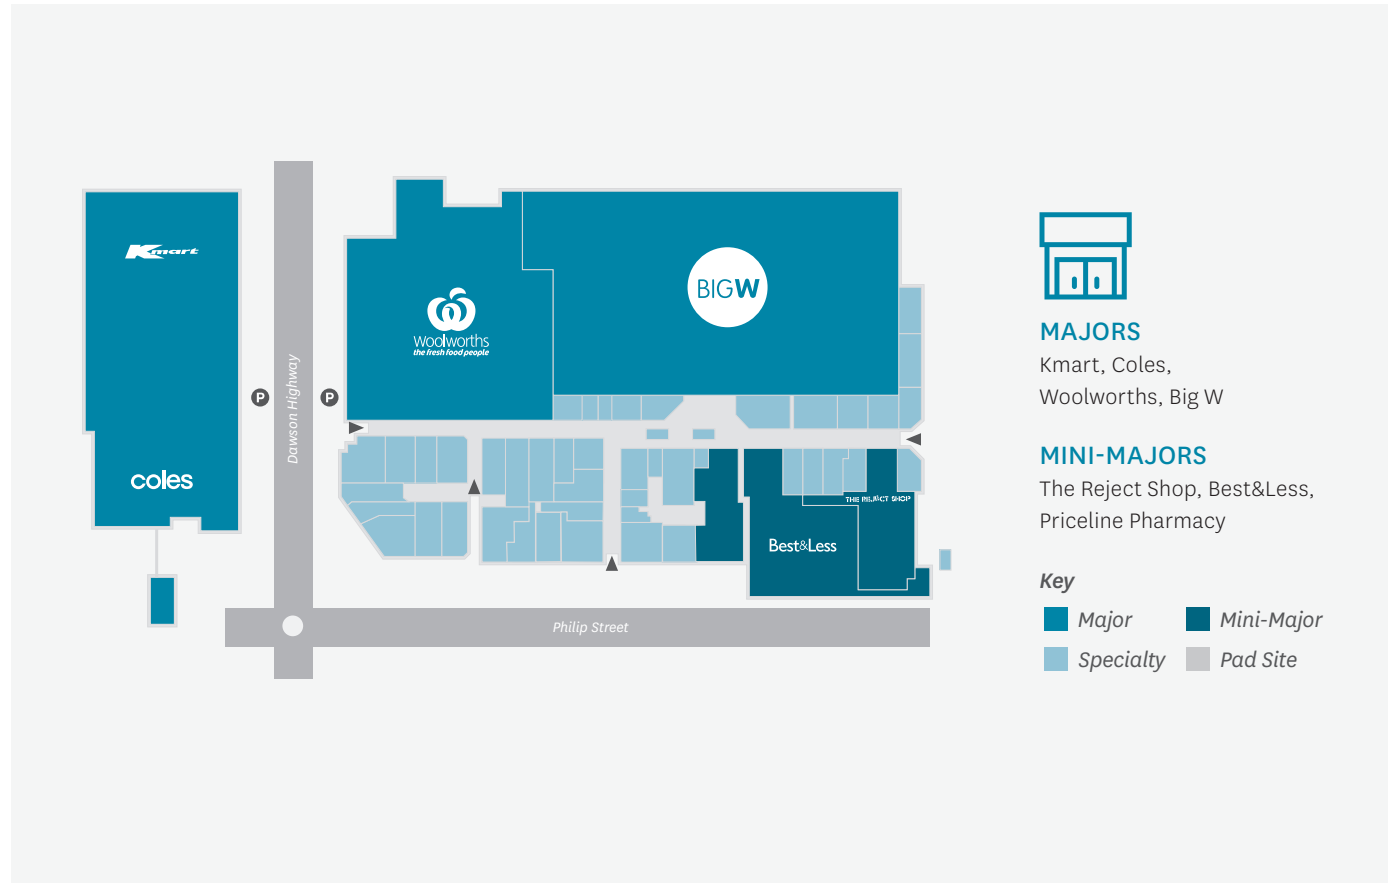 Kmart
coles
P
Dawson Highway
P
Woolworths
the fresh food people
BIGW
THE REJECT SHOP
Best&Less
Philip Street
MAJORS
Kmart, Coles,
Woolworths, Big W
MINI-MAJORS
The Reject Shop, Best&Less,
Priceline Pharmacy
Key
Major
Mini-Major
Specialty
Pad Site